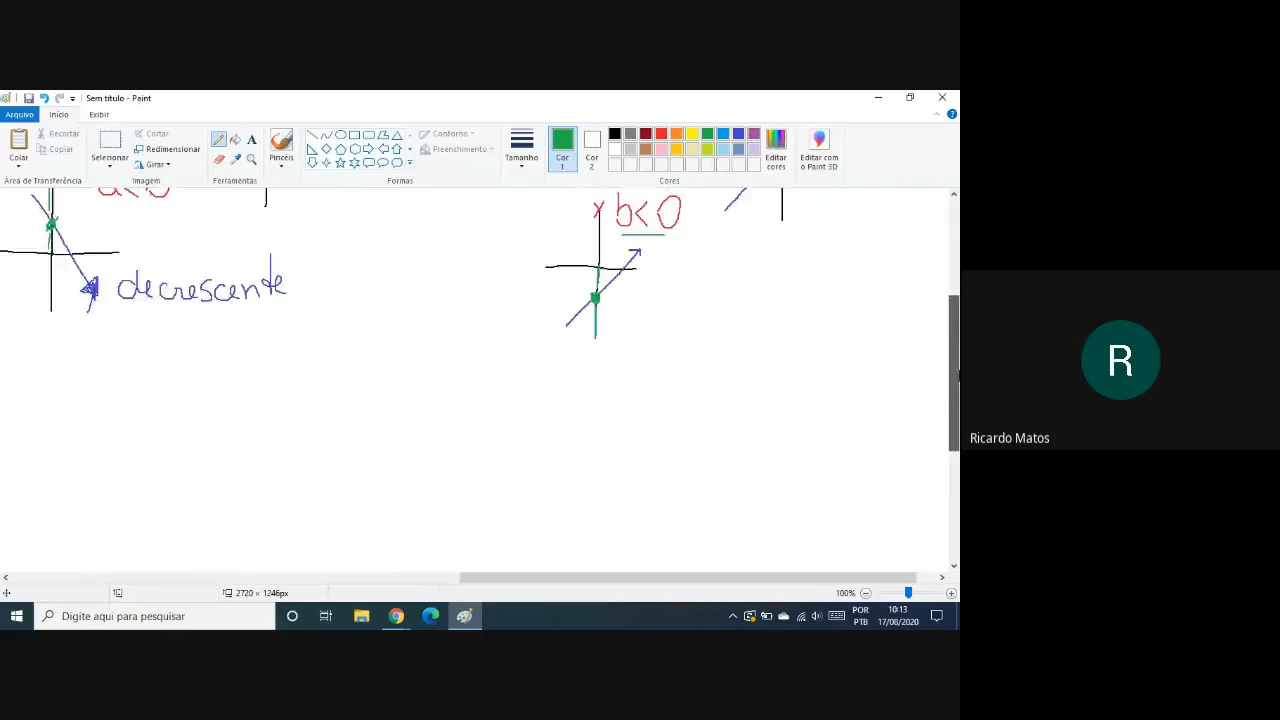 Sem título - Paint
Arquivo
Início
Exibir
Colar
Recortar
Copiar
Área de Transferência
Selecionar
Cortar
Redimensionar
Girar
Imagem
A
Ferramentas
Pincéis
Formas
Contorno
Preenchimento
Tamanho
Cor
1
Cor
2
Cores
Editar
cores
Editar com
o Paint 3D
a<0
decrescente
y b<0
2720 × 1246px
100%
Digite aqui para pesquisar
POR
PTB
10:13
17/08/2020
R
Ricardo Matos